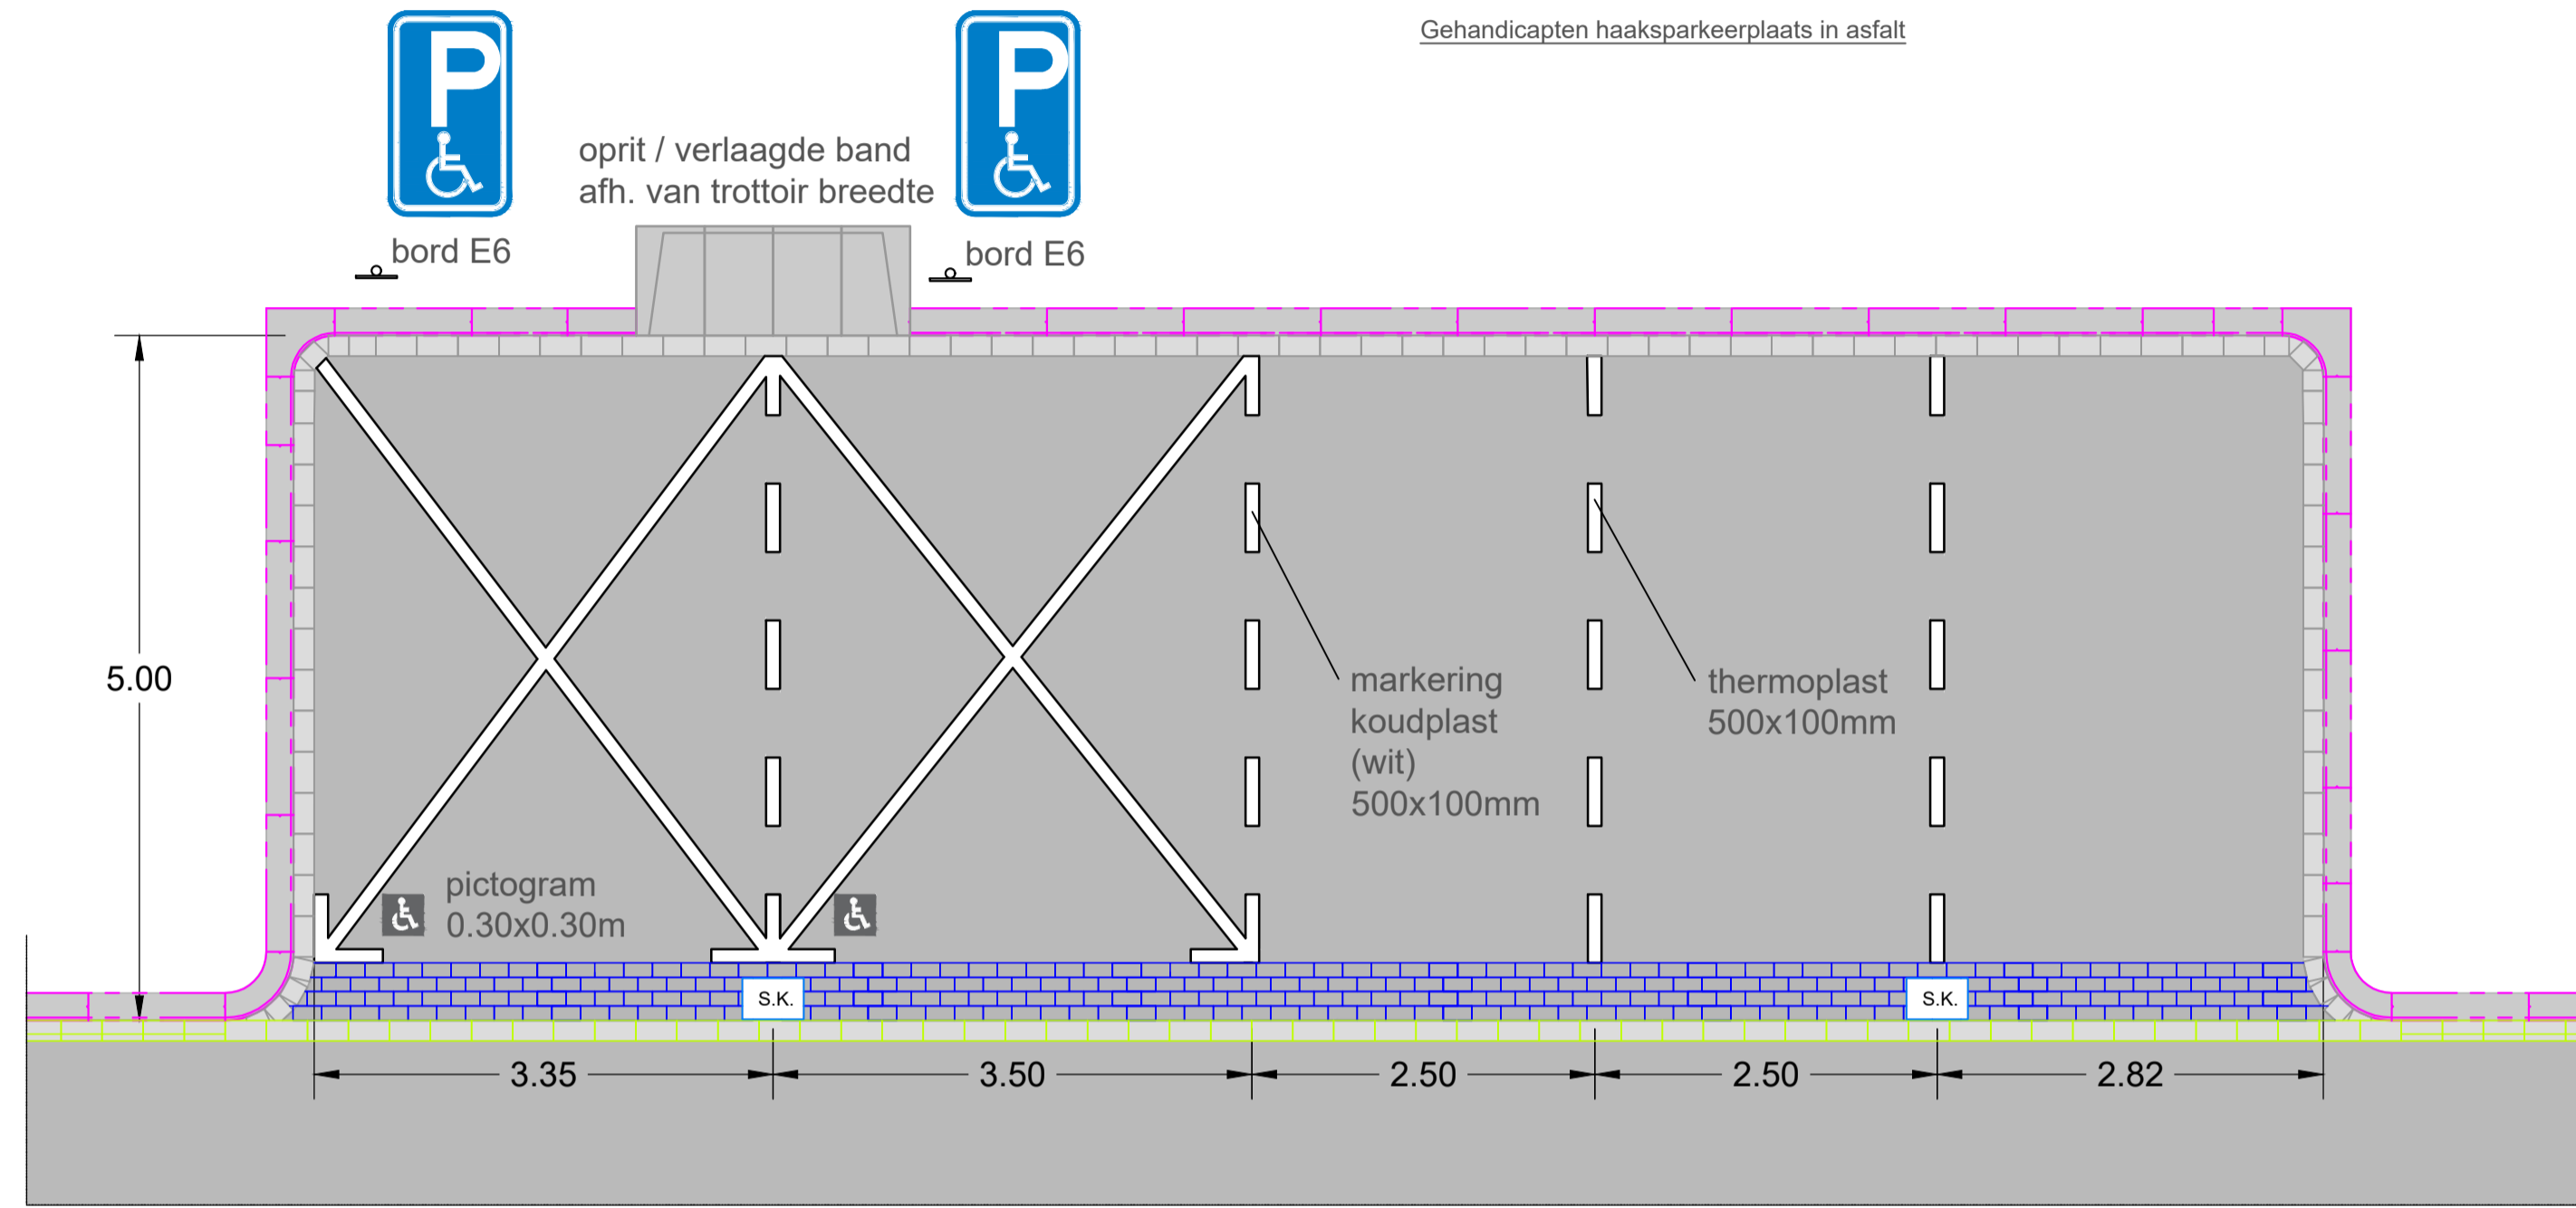 Gehandicapten haaksparkeerplaats in asfalt
P
P
oprit / verlaagde band
afh. van trottoir breedte
bord E6
bord E6
5.00
markering
koudplast
(wit)
500x100mm
thermoplast
500x100mm
pictogram
0.30x0.30m
S.K.
S.K.
3.35
3.50
2.50
2.50
2.82